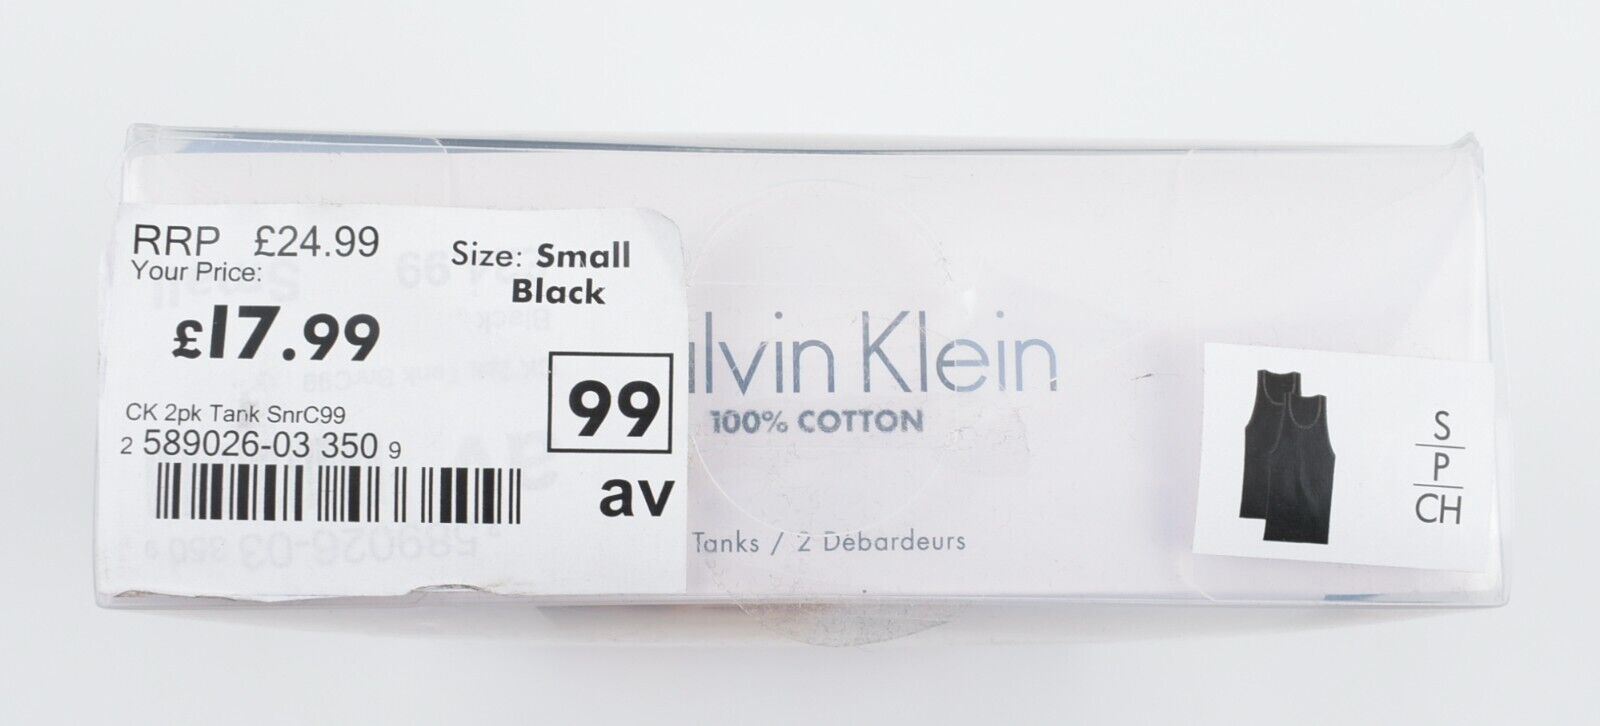 RRP £24.99
Your Price:
£17.99
Size: Small
Black
CK 2pk Tank SnrC99
2 589026-03 350 9
99
av
alvin Klein
100% COTTON
Tanks / 2 Débardeurs
S
P
CH